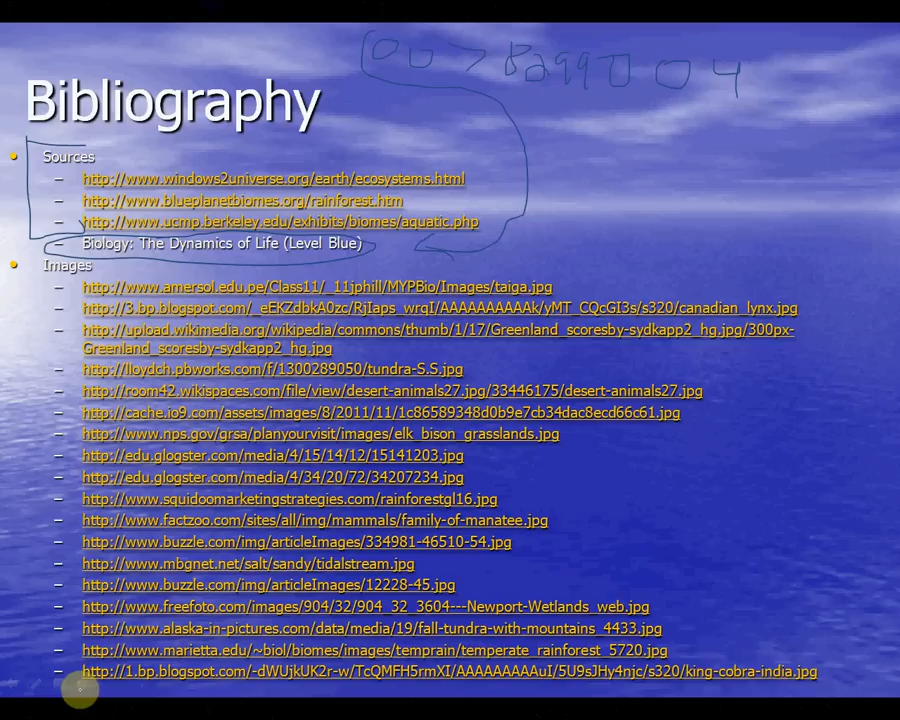 Bibliography
Sources
http://www.windows2universe.org/earth/ecosystems.html
http://www.blueplanetbiomes.org/rainforest.htm
http://www.ucmp.berkeley.edu/exhibits/biomes/aquatic.php
Biology: The Dynamics of Life (Level Blue)
Images
http://www.amersol.edu.pe/Class11/_11jphill/MYPBio/Images/taiga.jpg
http://3.bp.blogspot.com/_eEKZdbkA0zc/RjIaps_wrqI/AAAAAAAAAAk/yMT_CQcGI3s/s320/canadian_lynx.jpg
http://upload.wikimedia.org/wikipedia/commons/thumb/1/17/Greenland_scoresby-sydkapp2_hg.jpg/300px-
Greenland_scoresby-sydkapp2_hg.jpg
http://lloydch.pbworks.com/f/1300289050/tundra-S.S.jpg
http://room42.wikispaces.com/file/view/desert-animals27.jpg/33446175/desert-animals27.jpg
http://cache.io9.com/assets/images/8/2011/11/1c86589348d0b9e7cb34dac8ecd66c61.jpg
http://www.nps.gov/grsa/planyourvisit/images/elk_bison_grasslands.jpg
http://edu.glogster.com/media/4/15/14/12/15141203.jpg
http://edu.glogster.com/media/4/34/20/72/34207234.jpg
http://www.squidoomarketingstrategies.com/rainforestgl16.jpg
http://www.factzoo.com/sites/all/img/mammals/family-of-manatee.jpg
http://www.buzzle.com/img/articleImages/334981-46510-54.jpg
http://www.mbgnet.net/salt/sandy/tidalstream.jpg
http://www.buzzle.com/img/articleImages/12228-45.jpg
http://www.freefoto.com/images/904/32/904_32_3604---Newport-Wetlands_web.jpg
http://www.alaska-in-pictures.com/data/media/19/fall-tundra-with-mountains_4433.jpg
http://www.marietta.edu/~biol/biomes/images/temprain/temperate_rainforest_5720.jpg
http://1.bp.blogspot.com/-dWUjkUK2r-w/TcQMFH5rmXI/AAAAAAAAAuI/5U9sJHy4njc/s320/king-cobra-india.jpg